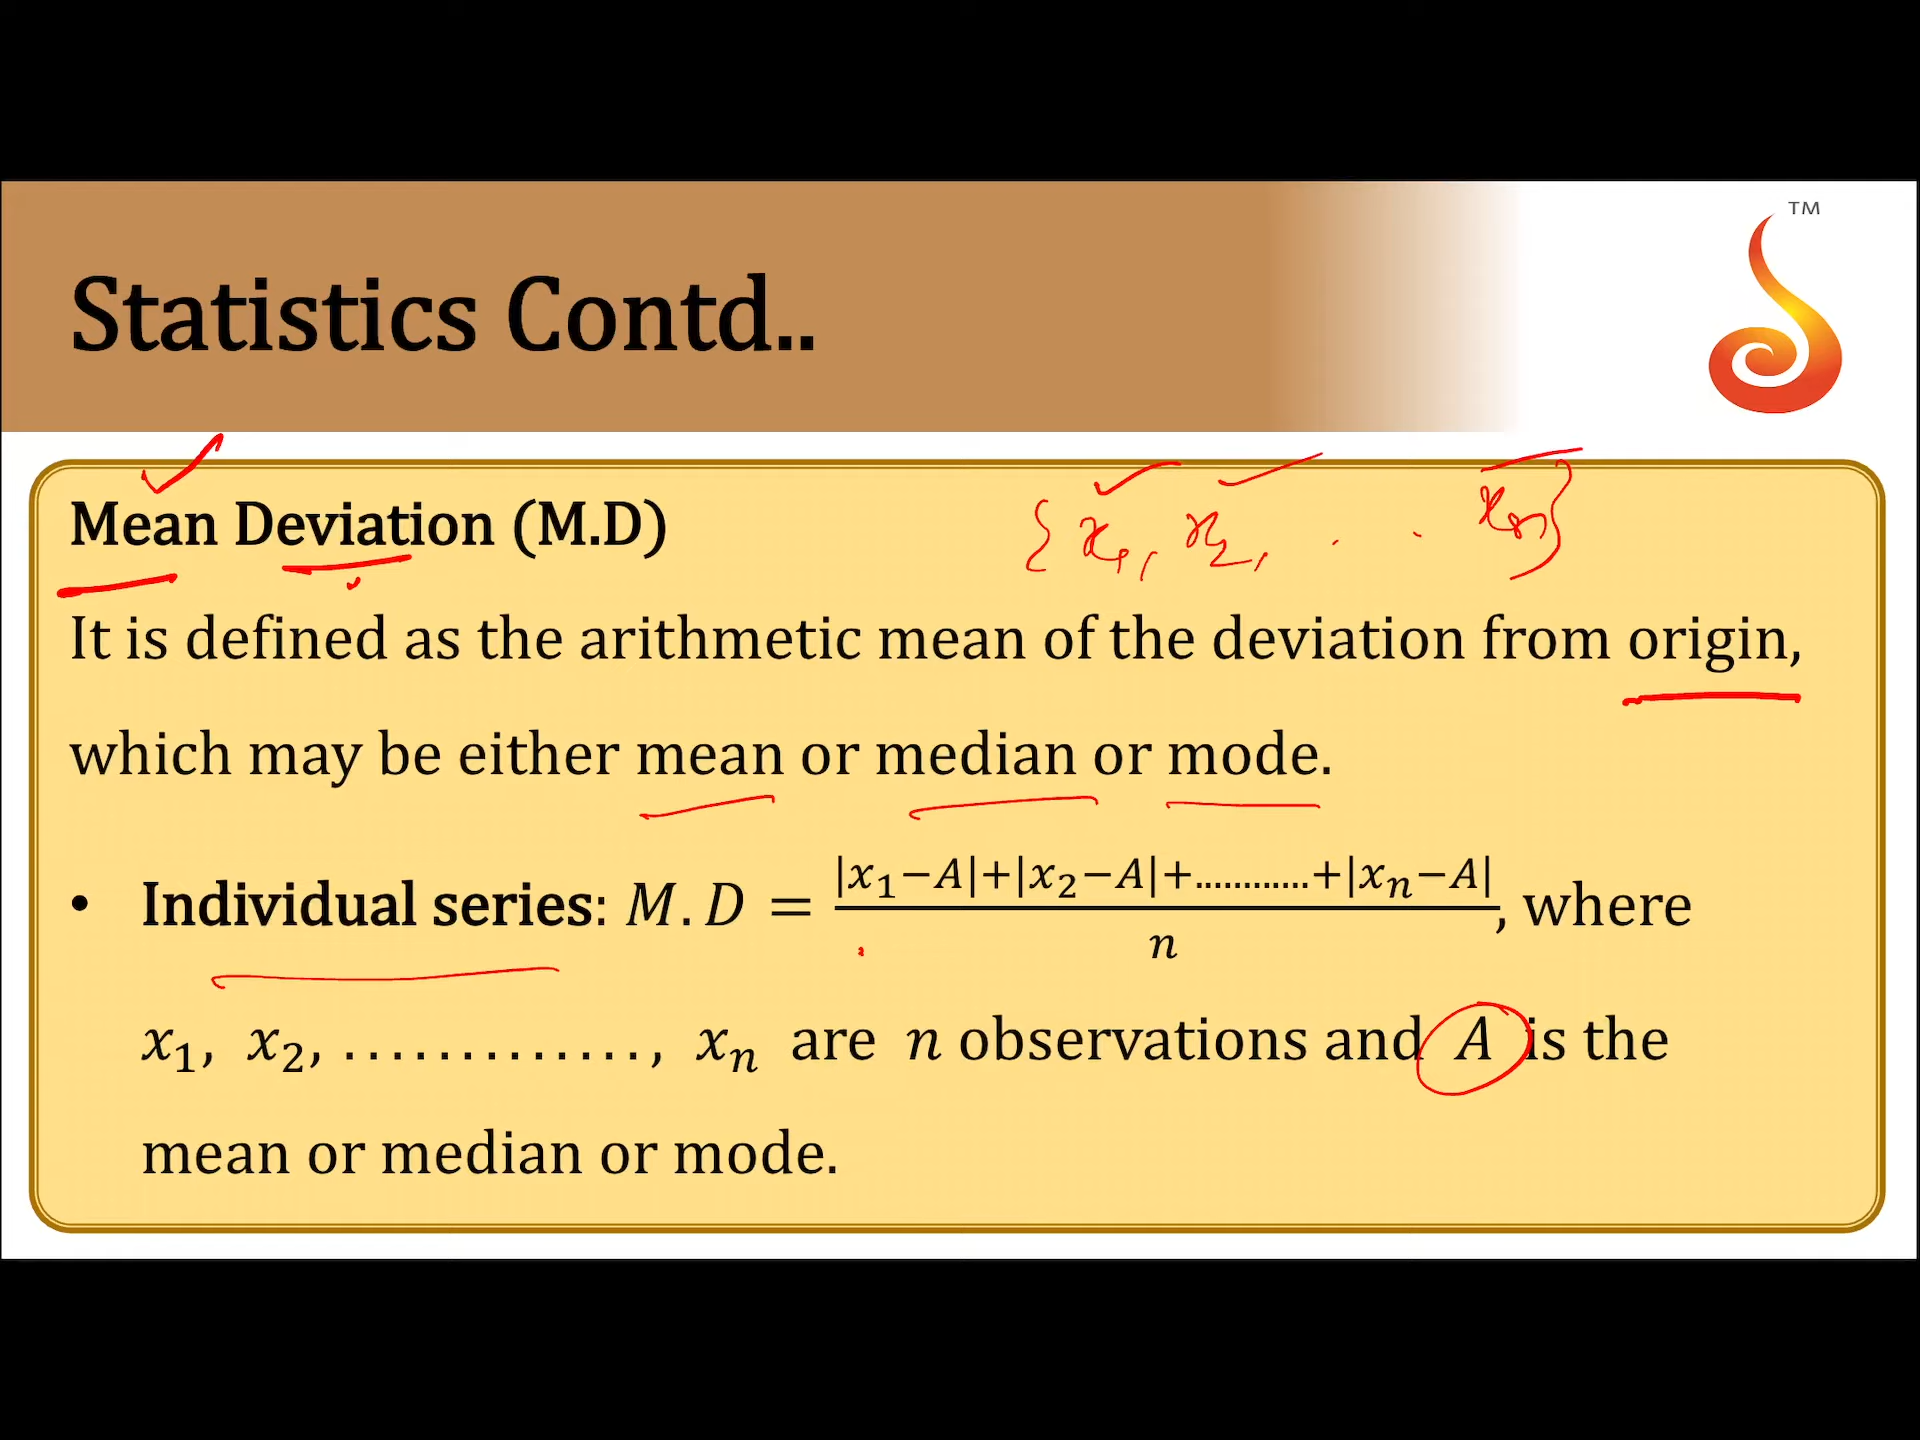 TM
Statistics Contd..
Mean Deviation (M.D)
{x₁, x₂, . . xₙ}
It is defined as the arithmetic mean of the deviation from origin,
which may be either mean or median or mode.
• Individual series: M.D = (|x₁−A|+|x₂−A|+…………+|xₙ−A|)/n, where
x₁, x₂, . . . . . . . . . . . . . , xₙ are n observations and A is the
mean or median or mode.